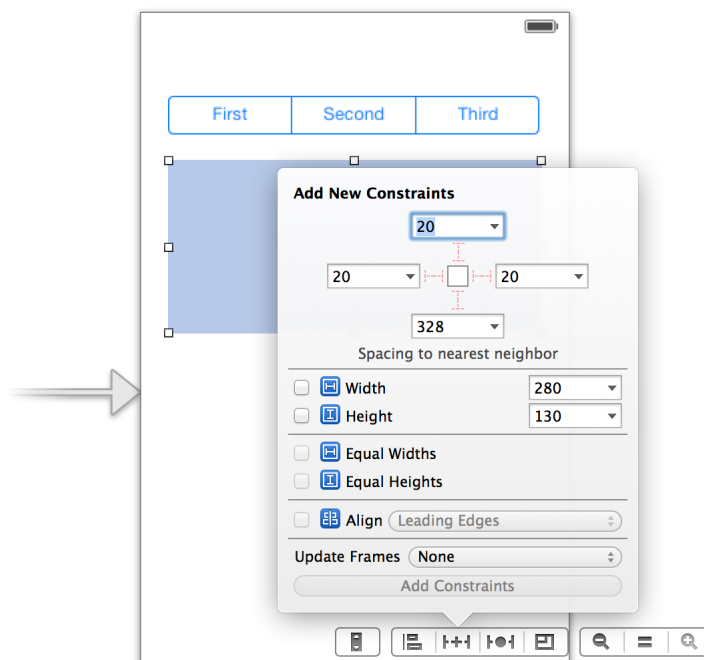 First Second Third
Add New Constraints
20
20 20
328
Spacing to nearest neighbor
Width 280
Height 130
Equal Widths
Equal Heights
Align Leading Edges
Update Frames None
Add Constraints